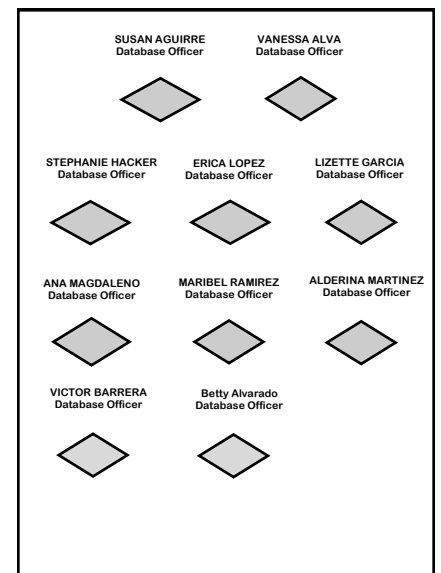 SUSAN AGUIRRE
Database Officer
VANESSA ALVA
Database Officer
STEPHANIE HACKER
Database Officer
ERICA LOPEZ
Database Officer
LIZETTE GARCIA
Database Officer
ANA MAGDALENO
Database Officer
MARIBEL RAMIREZ
Database Officer
ALDERINA MARTINEZ
Database Officer
VICTOR BARRERA
Database Officer
Betty Alvarado
Database Officer